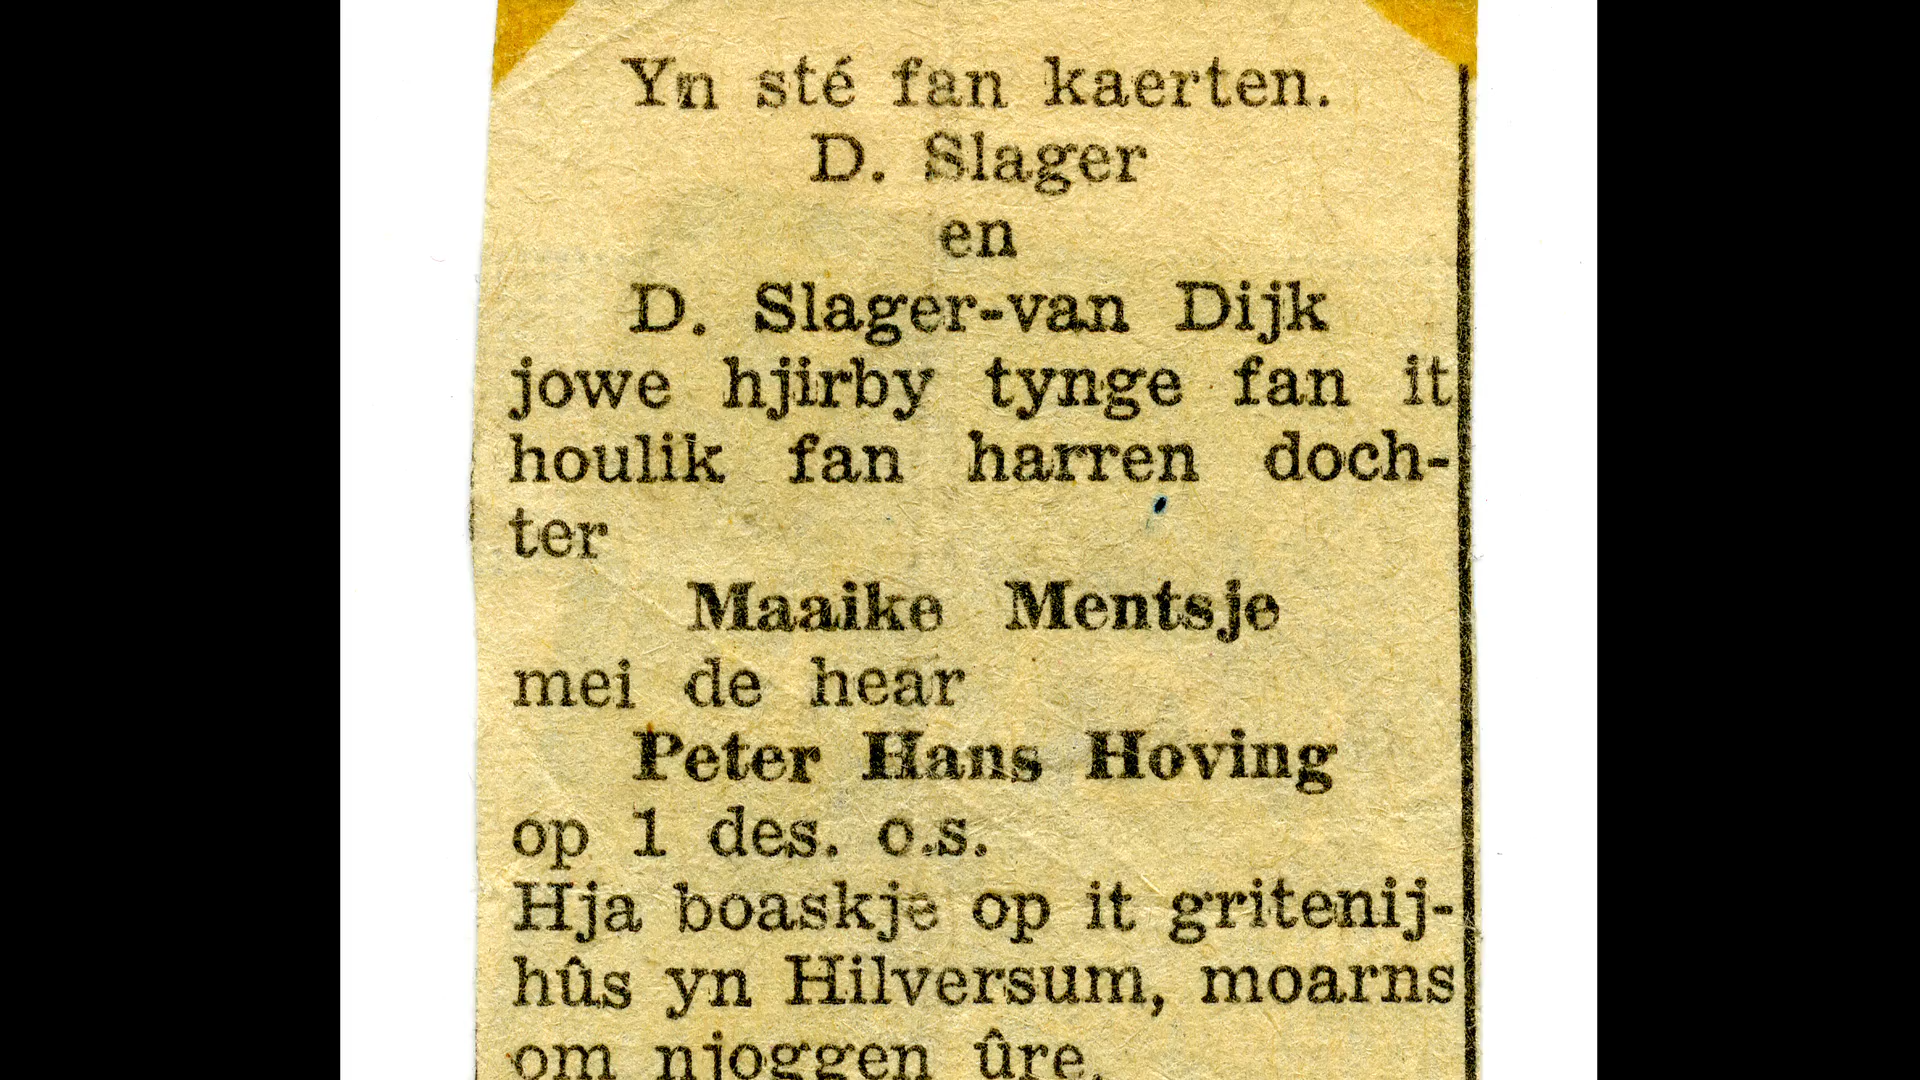 Yn sté fan kaerten.
D. Slager
en
D. Slager-van Dijk
jowe hjirby tynge fan it
houlik fan harren doch-
ter
Maaike Mentsje
mei de hear
Peter Hans Hoving
op 1 des. o.s.
Hja boaskje op it gritenij-
hûs yn Hilversum, moarns
om njoggen ûre.